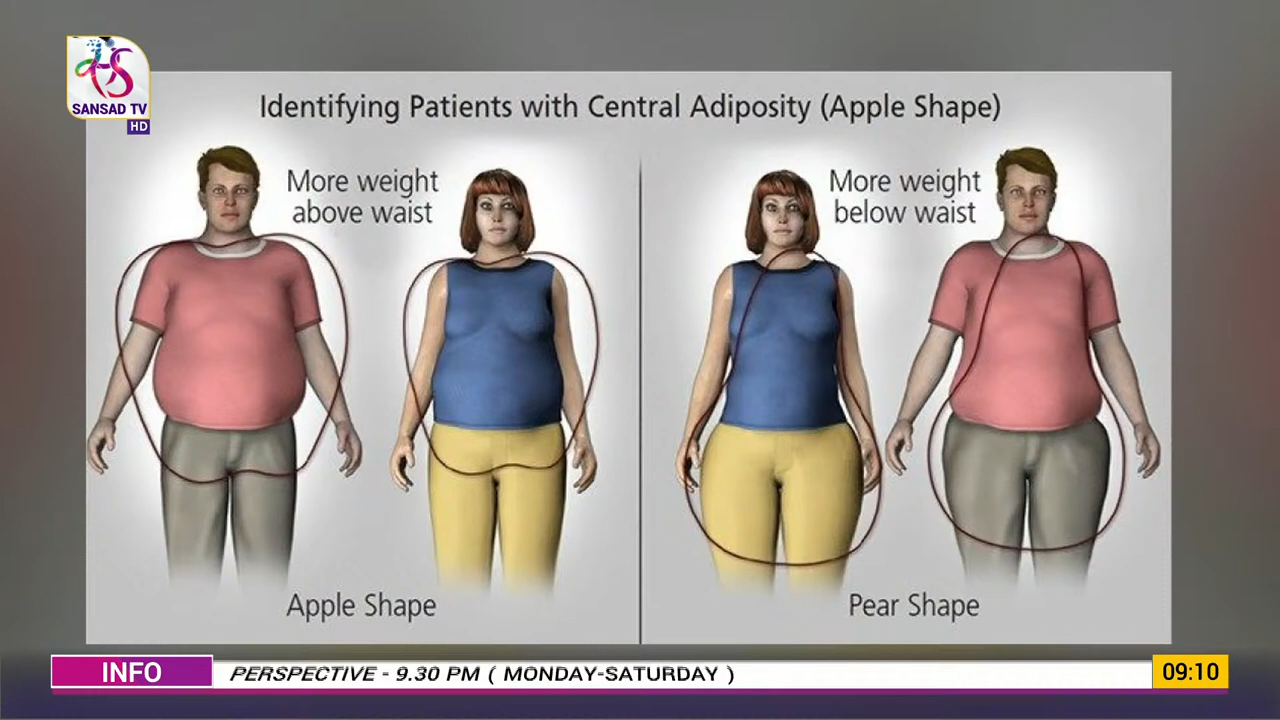 SANSAD TV
HD
Identifying Patients with Central Adiposity (Apple Shape)
More weight
above waist
More weight
below waist
Apple Shape
Pear Shape
INFO
PERSPECTIVE - 9.30 PM ( MONDAY-SATURDAY )
09:10